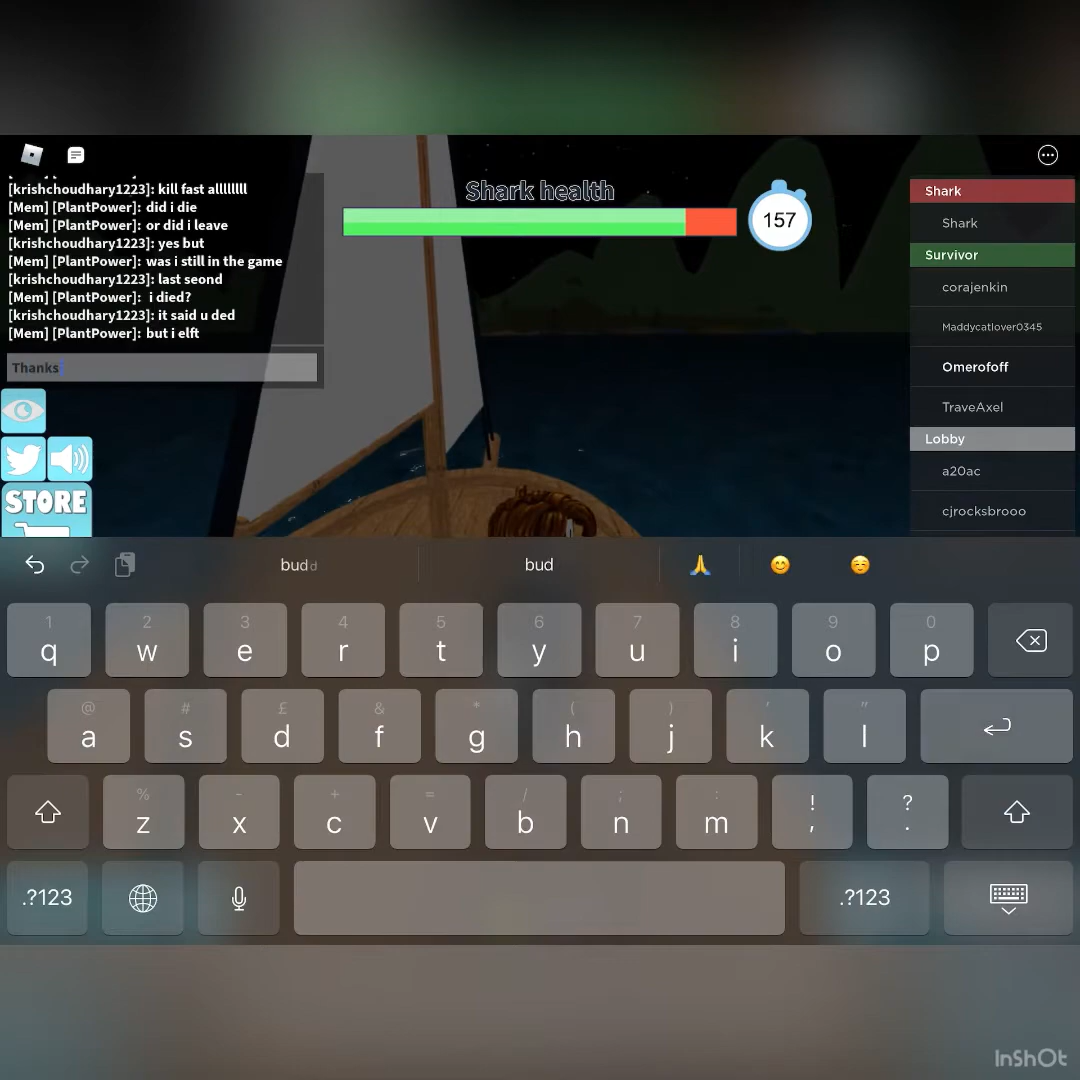 [krishchoudhary1223]: kill fast allllllll
[Mem] [PlantPower]: did i die
[Mem] [PlantPower]: or did i leave
[krishchoudhary1223]: yes but
[Mem] [PlantPower]: was i still in the game
[krishchoudhary1223]: last seond
[Mem] [PlantPower]: i died?
[krishchoudhary1223]: it said u ded
[Mem] [PlantPower]: but i elft
Thanks
STORE
Shark health
157
Shark
Shark
Survivor
corajenkin
Maddycatlover0345
Omerofoff
TraveAxel
Lobby
a20ac
cjrocksbrooo
budd bud 🙏 😊 ☺️
1 2 3 4 5 6 7 8 9 0
q w e r t y u i o p
@ # £ & * ( ) ' "
a s d f g h j k l
% - + = / ; : ! ?
z x c v b n m , .
.?123 .?123
InShOt